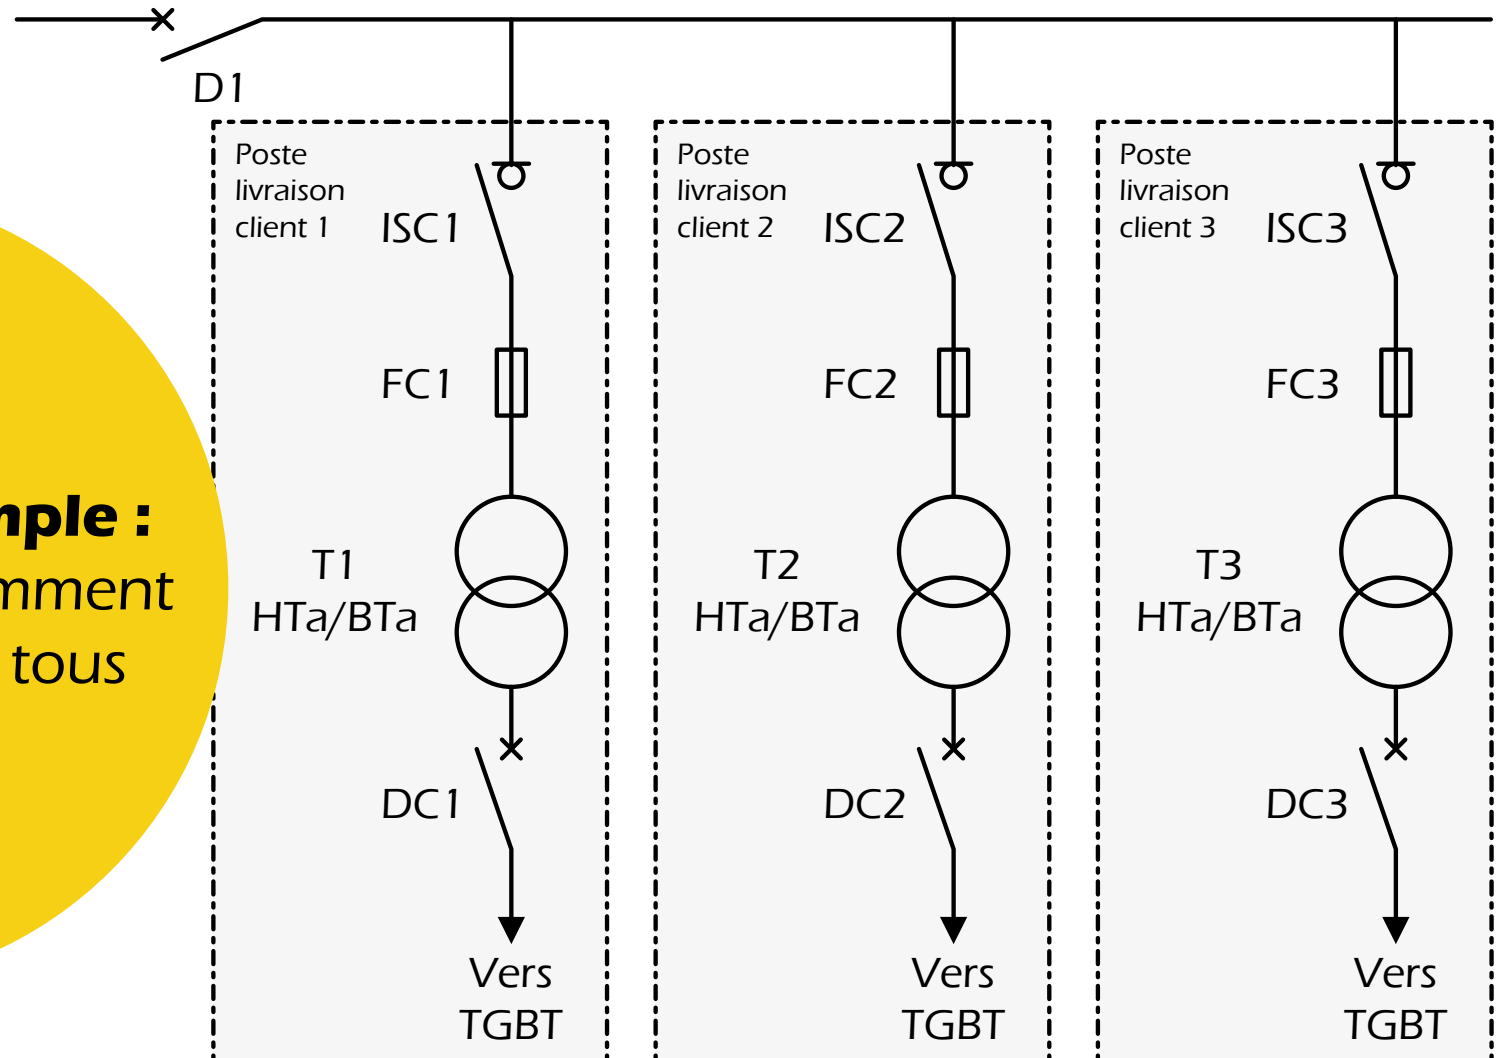 D1
Poste
livraison
client 1
ISC1
FC1
T1
HTa/BTa
DC1
Vers
TGBT
Poste
livraison
client 2
ISC2
FC2
T2
HTa/BTa
DC2
Vers
TGBT
Poste
livraison
client 3
ISC3
FC3
T3
HTa/BTa
DC3
Vers
TGBT
:
tous